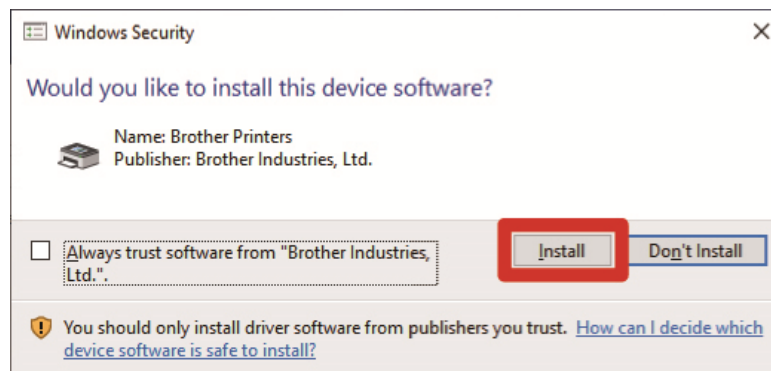 Windows Security
Would you like to install this device software?
Name: Brother Printers
Publisher: Brother Industries, Ltd.
Always trust software from "Brother Industries,
Ltd.".
Install
Don't Install
You should only install driver software from publishers you trust. How can I decide which
device software is safe to install?